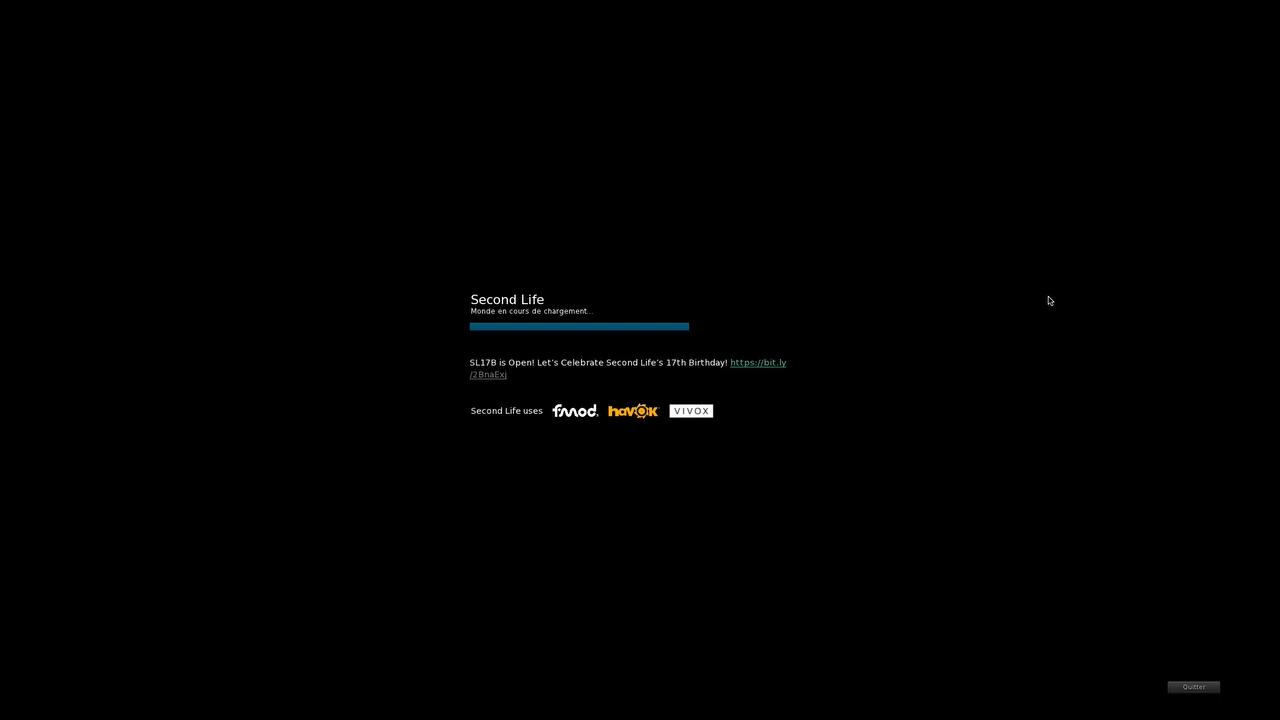 Second Life
Monde en cours de chargement...
SL17B is Open! Let's Celebrate Second Life's 17th Birthday! https://bit.ly
/2BnaExj
Second Life uses fmod. havok VIVOX
Quitter